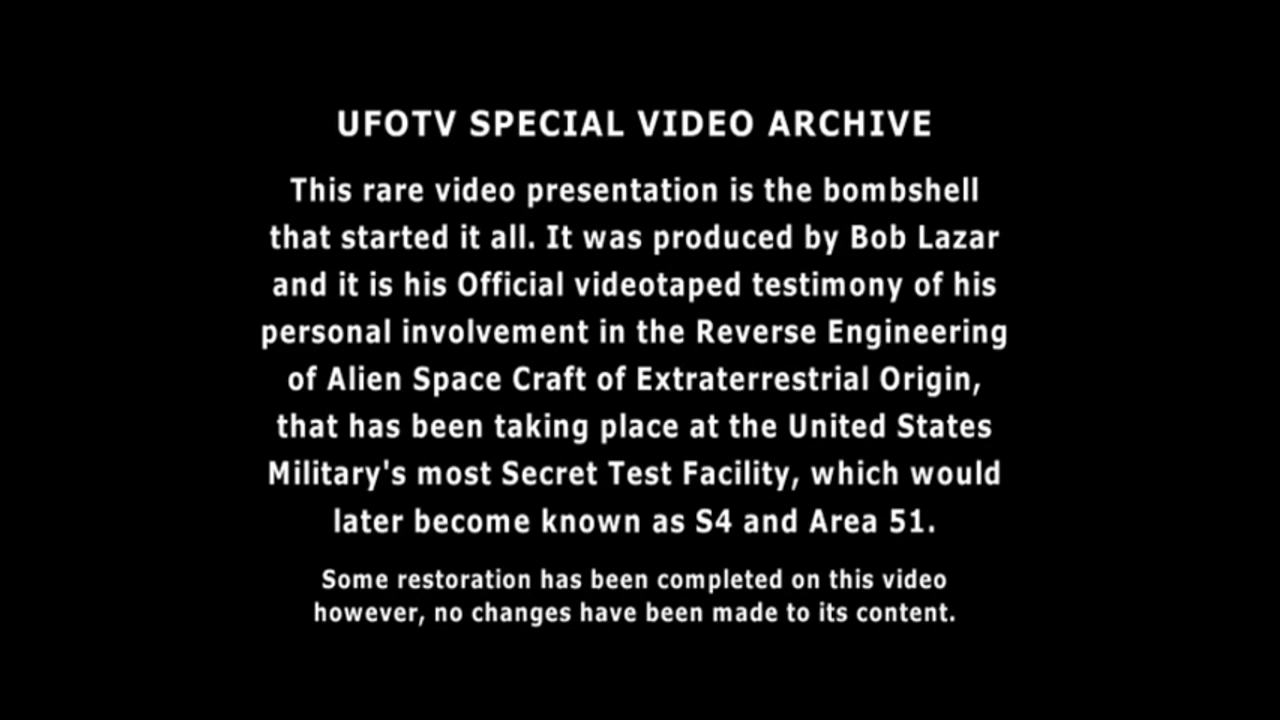 UFOTV SPECIAL VIDEO ARCHIVE
This rare video presentation is the bombshell
that started it all. It was produced by Bob Lazar
and it is his Official videotaped testimony of his
personal involvement in the Reverse Engineering
of Alien Space Craft of Extraterrestrial Origin,
that has been taking place at the United States
Military's most Secret Test Facility, which would
later become known as S4 and Area 51.
Some restoration has been completed on this video
however, no changes have been made to its content.